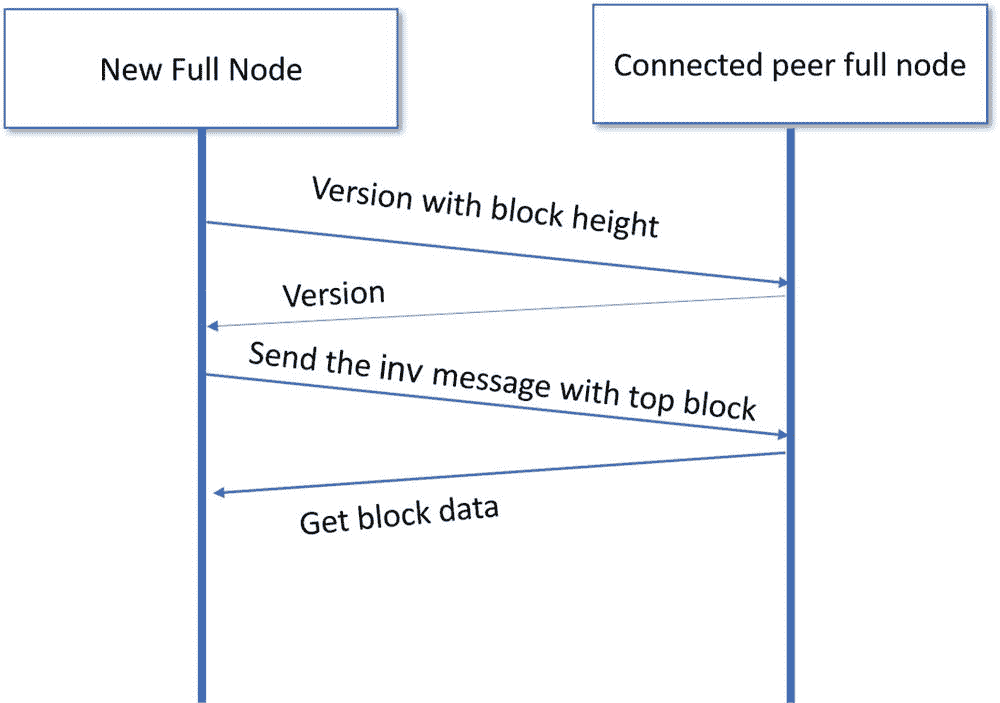 New Full Node
Connected peer full node
Version with block height
Version
Send the inv message with top block
Get block data